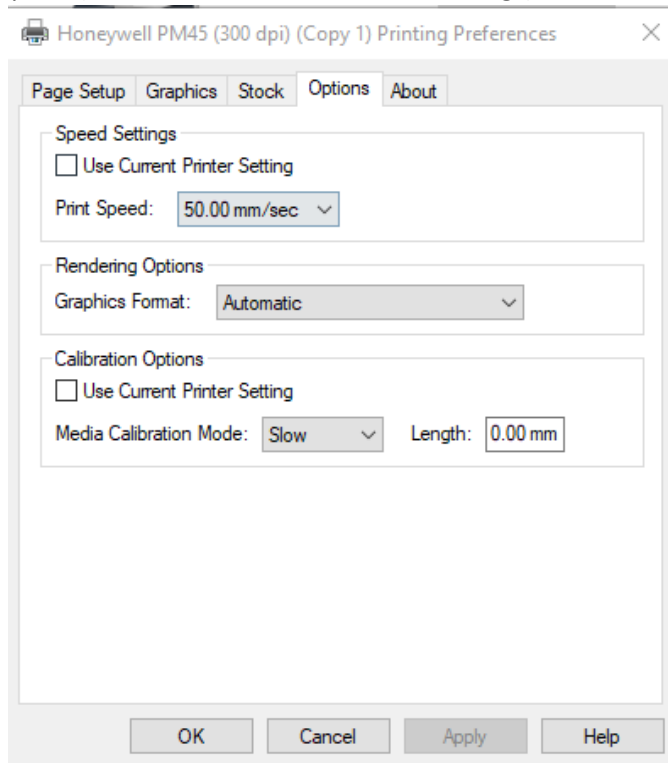 Honeywell PM45 (300 dpi) (Copy 1) Printing Preferences
Page Setup Graphics Stock Options About
Speed Settings
Use Current Printer Setting
Print Speed: 50.00 mm/sec
Rendering Options
Graphics Format: Automatic
Calibration Options
Use Current Printer Setting
Media Calibration Mode: Slow Length: 0.00 mm
OK Cancel Apply Help